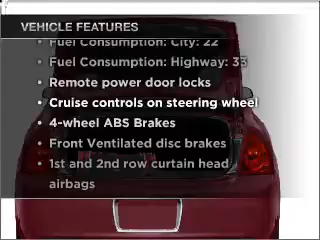 VEHICLE FEATURES
• Fuel Consumption: City: 22
• Fuel Consumption: Highway: 33
• Remote power door locks
• Cruise controls on steering wheel
• 4-wheel ABS Brakes
• Front Ventilated disc brakes
• 1st and 2nd row curtain head
airbags